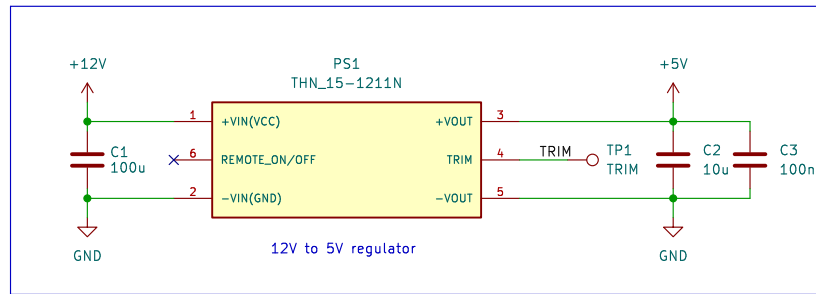 +12V
PS1
THN_15-1211N
+5V
1
+VIN(VCC)
+VOUT
3
C1
100u
6
REMOTE_ON/OFF
TRIM
4
TRIM
TP1
TRIM
C2
10u
C3
100n
2
-VIN(GND)
-VOUT
5
GND
12V to 5V regulator
GND